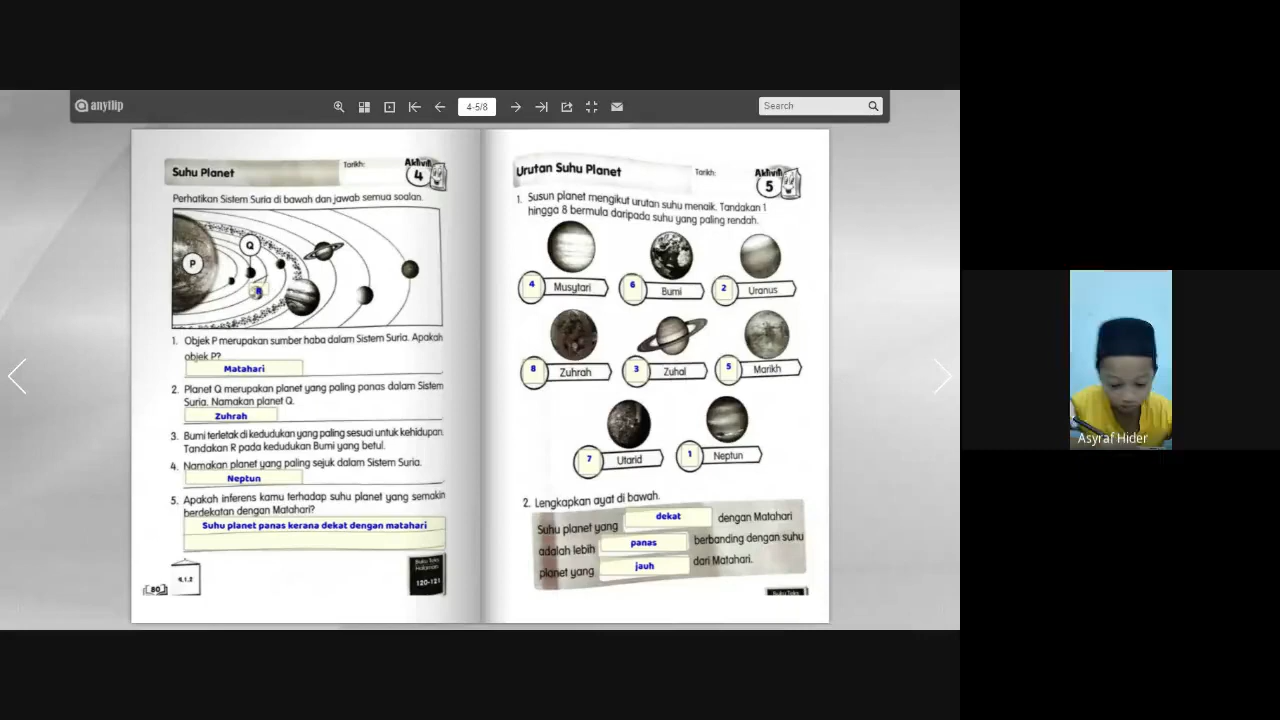 anyflip
4-5/8
Search
Suhu Planet
Tarikh:
Aktiviti
4
Perhatikan Sistem Suria di bawah dan jawab semua soalan.
P
Q
R
1. Objek P merupakan sumber haba dalam Sistem Suria. Apakah
objek P?
Matahari
2. Planet Q merupakan planet yang paling panas dalam Sistem
Suria. Namakan planet Q.
Zuhrah
3. Bumi terletak di kedudukan yang paling sesuai untuk kehidupan.
Tandakan R pada kedudukan Bumi yang betul.
4. Namakan planet yang paling sejuk dalam Sistem Suria.
Neptun
5. Apakah inferens kamu terhadap suhu planet yang semakin
berdekatan dengan Matahari?
Suhu planet panas kerana dekat dengan matahari
80
4.1.2
Buku Teks
Halaman
120-121
Urutan Suhu Planet
Tarikh:
Aktiviti
5
1. Susun planet mengikut urutan suhu menaik. Tandakan 1
hingga 8 bermula daripada suhu yang paling rendah.
4 Musytari
6 Bumi
2 Uranus
8 Zuhrah
3 Zuhal
5 Marikh
7 Utarid
1 Neptun
2. Lengkapkan ayat di bawah.
Suhu planet yang dekat dengan Matahari
adalah lebih panas berbanding dengan suhu
planet yang jauh dari Matahari.
Buku Teks
Asyraf Hider